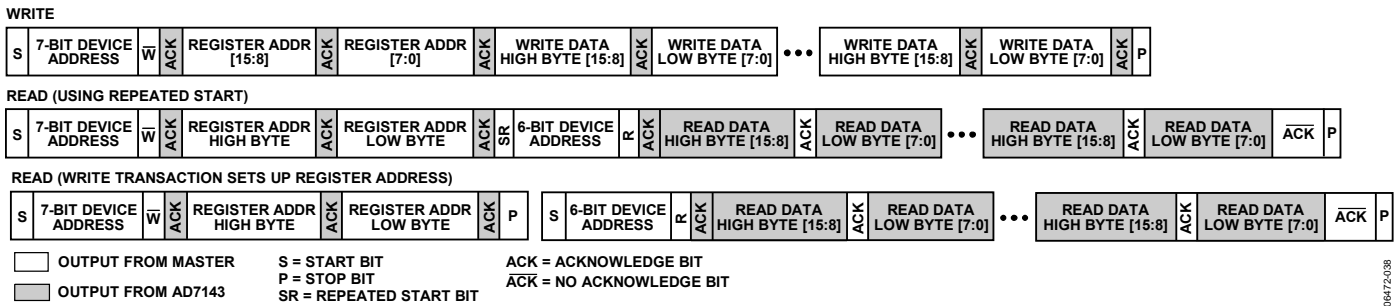 WRITE
S 7-BIT DEVICE ADDRESS W̅ ACK REGISTER ADDR [15:8] ACK REGISTER ADDR [7:0] ACK WRITE DATA HIGH BYTE [15:8] ACK WRITE DATA LOW BYTE [7:0] ••• WRITE DATA HIGH BYTE [15:8] ACK WRITE DATA LOW BYTE [7:0] ACK P
READ (USING REPEATED START)
S 7-BIT DEVICE ADDRESS W̅ ACK REGISTER ADDR HIGH BYTE ACK REGISTER ADDR LOW BYTE ACK SR 6-BIT DEVICE ADDRESS R ACK READ DATA HIGH BYTE [15:8] ACK READ DATA LOW BYTE [7:0] ••• READ DATA HIGH BYTE [15:8] ACK READ DATA LOW BYTE [7:0] A̅C̅K̅ P
READ (WRITE TRANSACTION SETS UP REGISTER ADDRESS)
S 7-BIT DEVICE ADDRESS W̅ ACK REGISTER ADDR HIGH BYTE ACK REGISTER ADDR LOW BYTE ACK P S 6-BIT DEVICE ADDRESS R ACK READ DATA HIGH BYTE [15:8] ACK READ DATA LOW BYTE [7:0] ••• READ DATA HIGH BYTE [15:8] ACK READ DATA LOW BYTE [7:0] A̅C̅K̅ P
OUTPUT FROM MASTER
OUTPUT FROM AD7143
S = START BIT
P = STOP BIT
SR = REPEATED START BIT
ACK = ACKNOWLEDGE BIT
A̅C̅K̅ = NO ACKNOWLEDGE BIT
06472-038